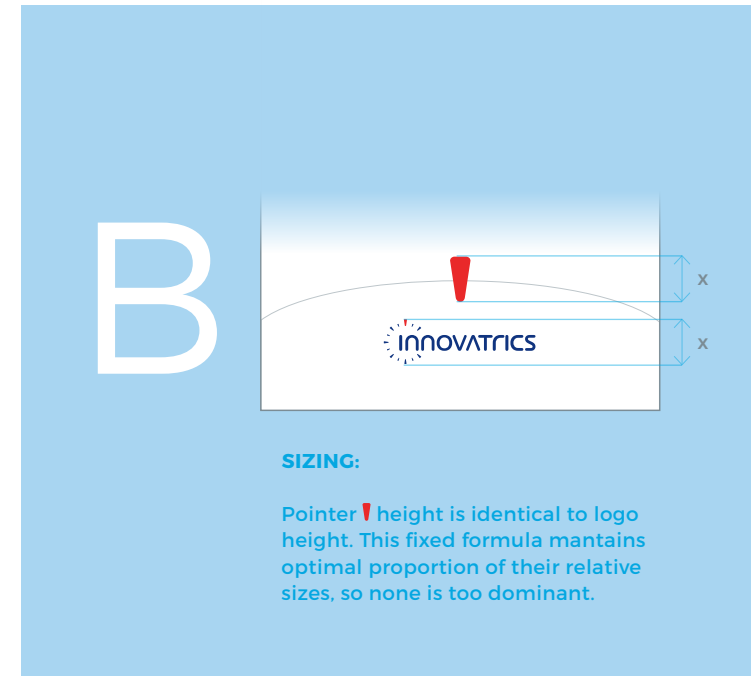 B
x
INNOVATRICS
x
SIZING:
Pointer height is identical to logo
height. This fixed formula mantains
optimal proportion of their relative
sizes, so none is too dominant.